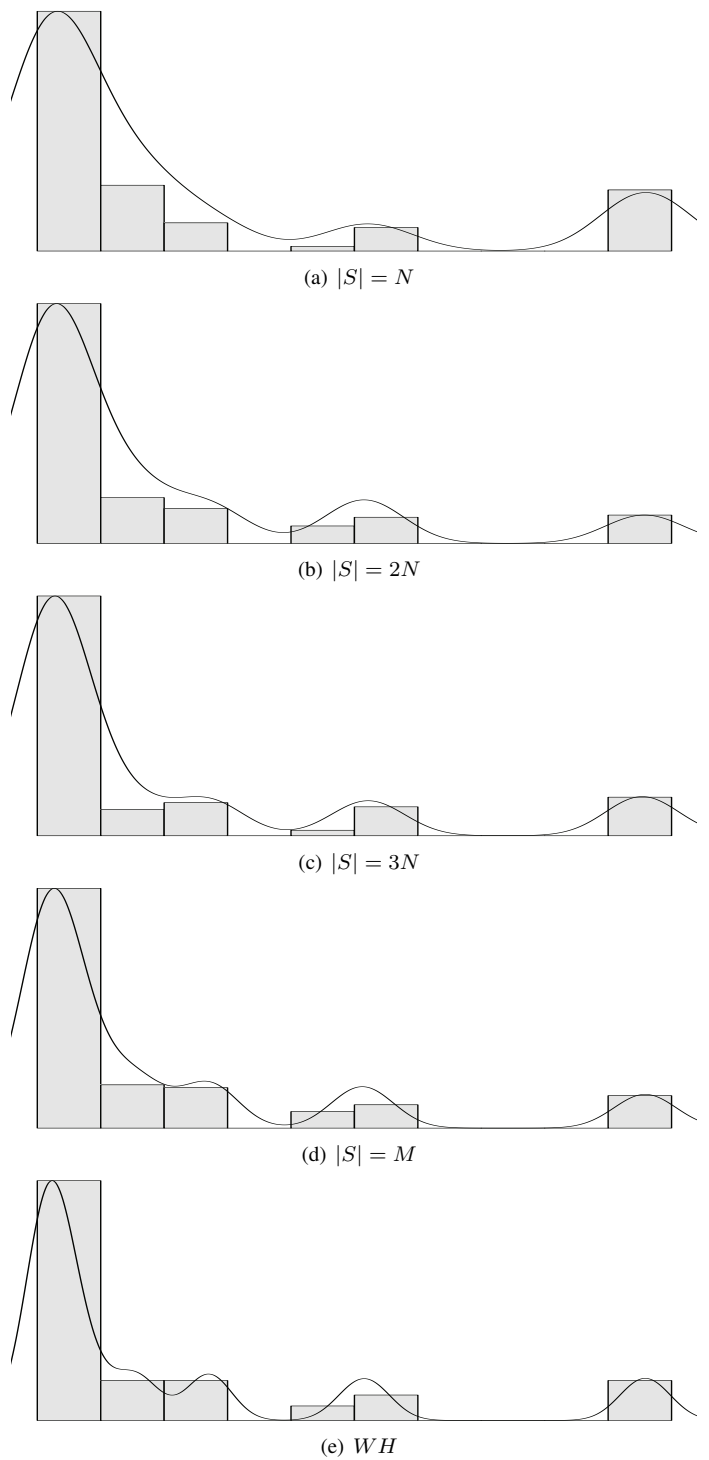 (a) |S| = N
(b) |S| = 2N
(c) |S| = 3N
(d) |S| = M
(e) WH